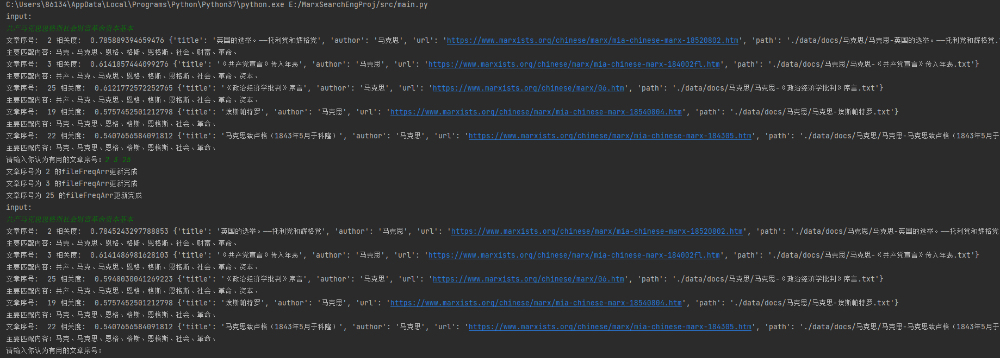 C:\Users\86134\AppData\Local\Programs\Python\Python37\python.exe E:/MarxSearchEngProj/src/main.py
input:
共产马克思恩格斯社会财富革命资本基本
文章序号:  2 相关度:  0.785889394659476 {'title': '英国的选举。——托利党和辉格党', 'author': '马克思', 'url': 'https://www.marxists.org/chinese/marx/mia-chinese-marx-18520802.htm', 'path': './data/docs/马克思/马克思-英国的选举。——托利党和辉格党.
主要匹配内容：马克、马克思、恩格、格斯、恩格斯、社会、财富、革命、
文章序号:  3 相关度:  0.6141857444099276 {'title': '《共产党宣言》传入年表', 'author': '马克思', 'url': 'https://www.marxists.org/chinese/marx/mia-chinese-marx-184002fl.htm', 'path': './data/docs/马克思/马克思-《共产党宣言》传入年表.txt'}
主要匹配内容：共产、马克、马克思、恩格、格斯、恩格斯、社会、革命、资本、
文章序号:  25 相关度:  0.6121772572252765 {'title': '《政治经济学批判》序言', 'author': '马克思', 'url': 'https://www.marxists.org/chinese/marx/06.htm', 'path': './data/docs/马克思/马克思-《政治经济学批判》序言.txt'}
主要匹配内容：共产、马克、马克思、恩格、格斯、恩格斯、社会、革命、资本、
文章序号:  19 相关度:  0.5757452501212798 {'title': '埃斯帕特罗', 'author': '马克思', 'url': 'https://www.marxists.org/chinese/marx/mia-chinese-marx-18540804.htm', 'path': './data/docs/马克思/马克思-埃斯帕特罗.txt'}
主要匹配内容：马克、马克思、恩格、格斯、恩格斯、社会、革命、
文章序号:  22 相关度:  0.5407656584091812 {'title': '马克思致卢格（1843年5月于科隆）', 'author': '马克思', 'url': 'https://www.marxists.org/chinese/marx/mia-chinese-marx-184305.htm', 'path': './data/docs/马克思/马克思-马克思致卢格（1843年5月于
主要匹配内容：马克、马克思、恩格、格斯、恩格斯、社会、革命、
请输入你认为有用的文章序号：2 3 25
文章序号为 2 的fileFreqArr更新完成
文章序号为 3 的fileFreqArr更新完成
文章序号为 25 的fileFreqArr更新完成
input:
共产马克思恩格斯社会财富革命资本基本
文章序号:  2 相关度:  0.7845243297788853 {'title': '英国的选举。——托利党和辉格党', 'author': '马克思', 'url': 'https://www.marxists.org/chinese/marx/mia-chinese-marx-18520802.htm', 'path': './data/docs/马克思/马克思-英国的选举。——托利党和辉格党
主要匹配内容：马克、马克思、恩格、格斯、恩格斯、社会、财富、革命、
文章序号:  3 相关度:  0.6141486981628103 {'title': '《共产党宣言》传入年表', 'author': '马克思', 'url': 'https://www.marxists.org/chinese/marx/mia-chinese-marx-184002fl.htm', 'path': './data/docs/马克思/马克思-《共产党宣言》传入年表.txt'}
主要匹配内容：共产、马克、马克思、恩格、格斯、恩格斯、社会、革命、资本、
文章序号:  25 相关度:  0.5948030041269223 {'title': '《政治经济学批判》序言', 'author': '马克思', 'url': 'https://www.marxists.org/chinese/marx/06.htm', 'path': './data/docs/马克思/马克思-《政治经济学批判》序言.txt'}
主要匹配内容：共产、马克、马克思、恩格、格斯、恩格斯、社会、革命、资本、
文章序号:  19 相关度:  0.5757452501212798 {'title': '埃斯帕特罗', 'author': '马克思', 'url': 'https://www.marxists.org/chinese/marx/mia-chinese-marx-18540804.htm', 'path': './data/docs/马克思/马克思-埃斯帕特罗.txt'}
主要匹配内容：马克、马克思、恩格、格斯、恩格斯、社会、革命、
文章序号:  22 相关度:  0.5407656584091812 {'title': '马克思致卢格（1843年5月于科隆）', 'author': '马克思', 'url': 'https://www.marxists.org/chinese/marx/mia-chinese-marx-184305.htm', 'path': './data/docs/马克思/马克思-马克思致卢格（1843年5月于
主要匹配内容：马克、马克思、恩格、格斯、恩格斯、社会、革命、
请输入你认为有用的文章序号：